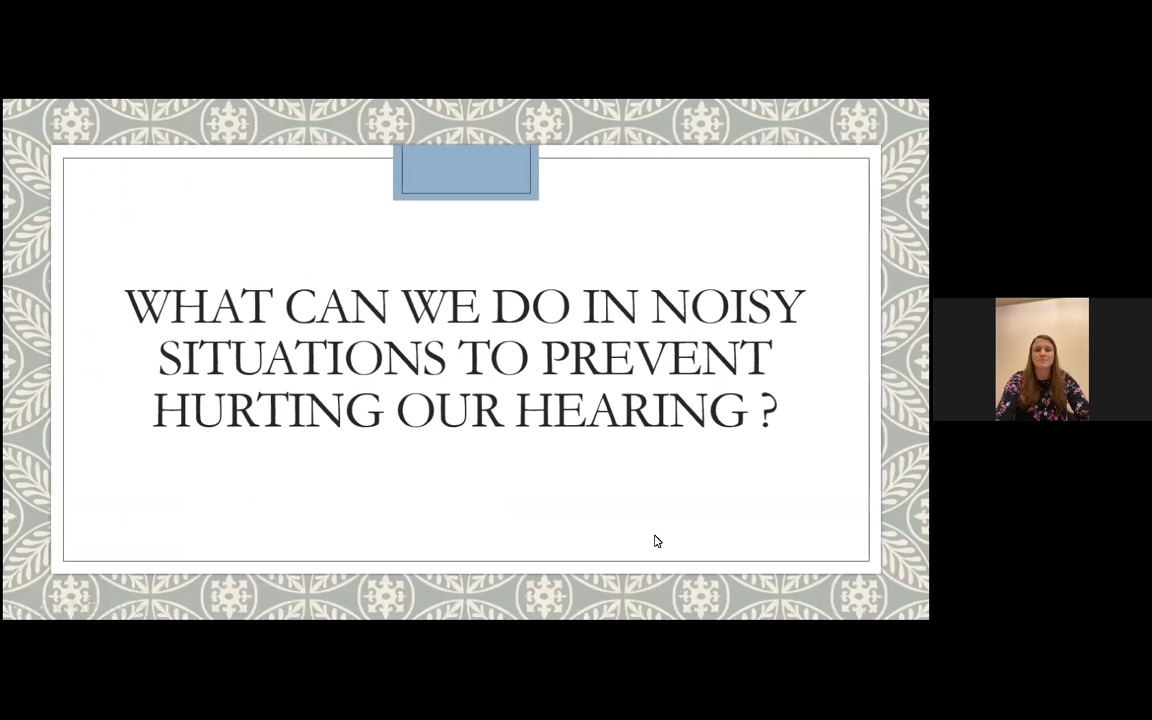 WHAT CAN WE DO IN NOISY
SITUATIONS TO PREVENT
HURTING OUR HEARING ?